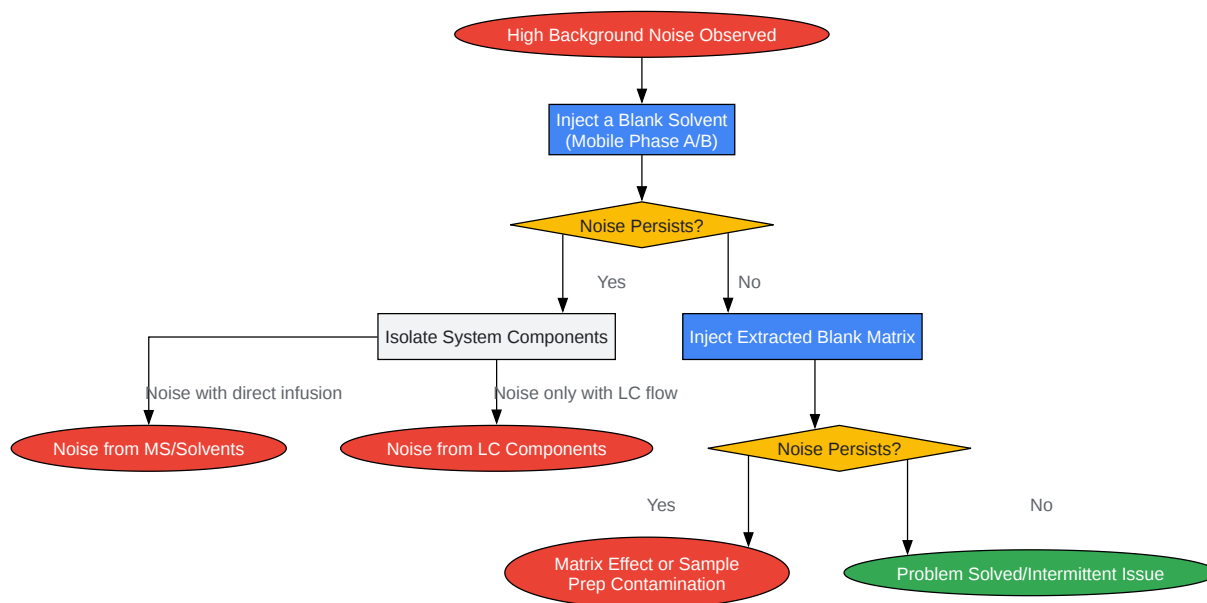 High Background Noise Observed
Inject a Blank Solvent
(Mobile Phase A/B)
Noise Persists?
Yes
No
Isolate System Components
Inject Extracted Blank Matrix
Noise with direct infusion
Noise only with LC flow
Noise from MS/Solvents
Noise from LC Components
Noise Persists?
Yes
No
Matrix Effect or Sample
Prep Contamination
Problem Solved/Intermittent Issue